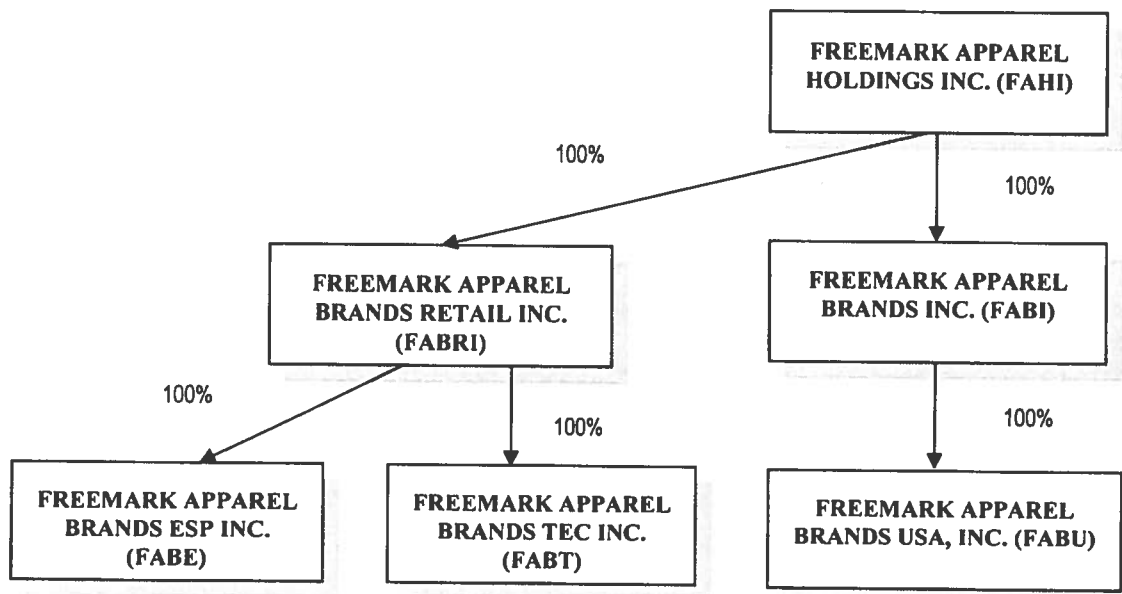 FREEMARK APPAREL
HOLDINGS INC. (FAHI)
100%
100%
FREEMARK APPAREL
BRANDS RETAIL INC.
(FABRI)
FREEMARK APPAREL
BRANDS INC. (FABI)
100%
100%
100%
FREEMARK APPAREL
BRANDS ESP INC.
(FABE)
FREEMARK APPAREL
BRANDS TEC INC.
(FABT)
FREEMARK APPAREL
BRANDS USA, INC. (FABU)